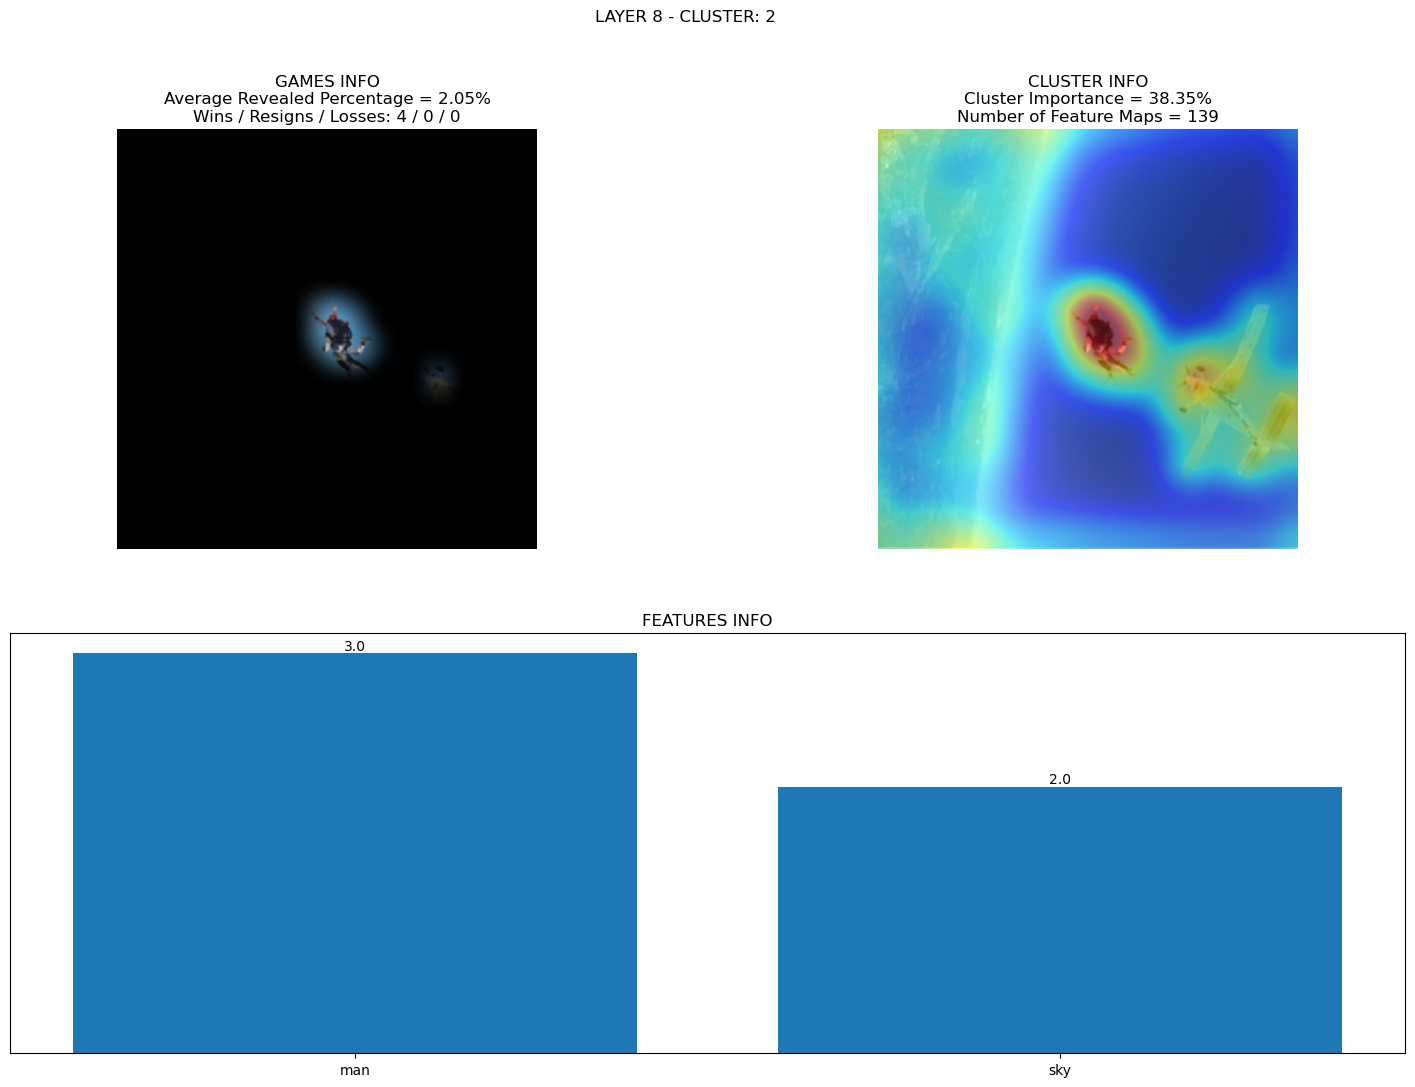 LAYER 8 - CLUSTER: 2
GAMES INFO
Average Revealed Percentage = 2.05%
Wins / Resigns / Losses: 4 / 0 / 0
CLUSTER INFO
Cluster Importance = 38.35%
Number of Feature Maps = 139
FEATURES INFO
3.0
2.0
man
sky